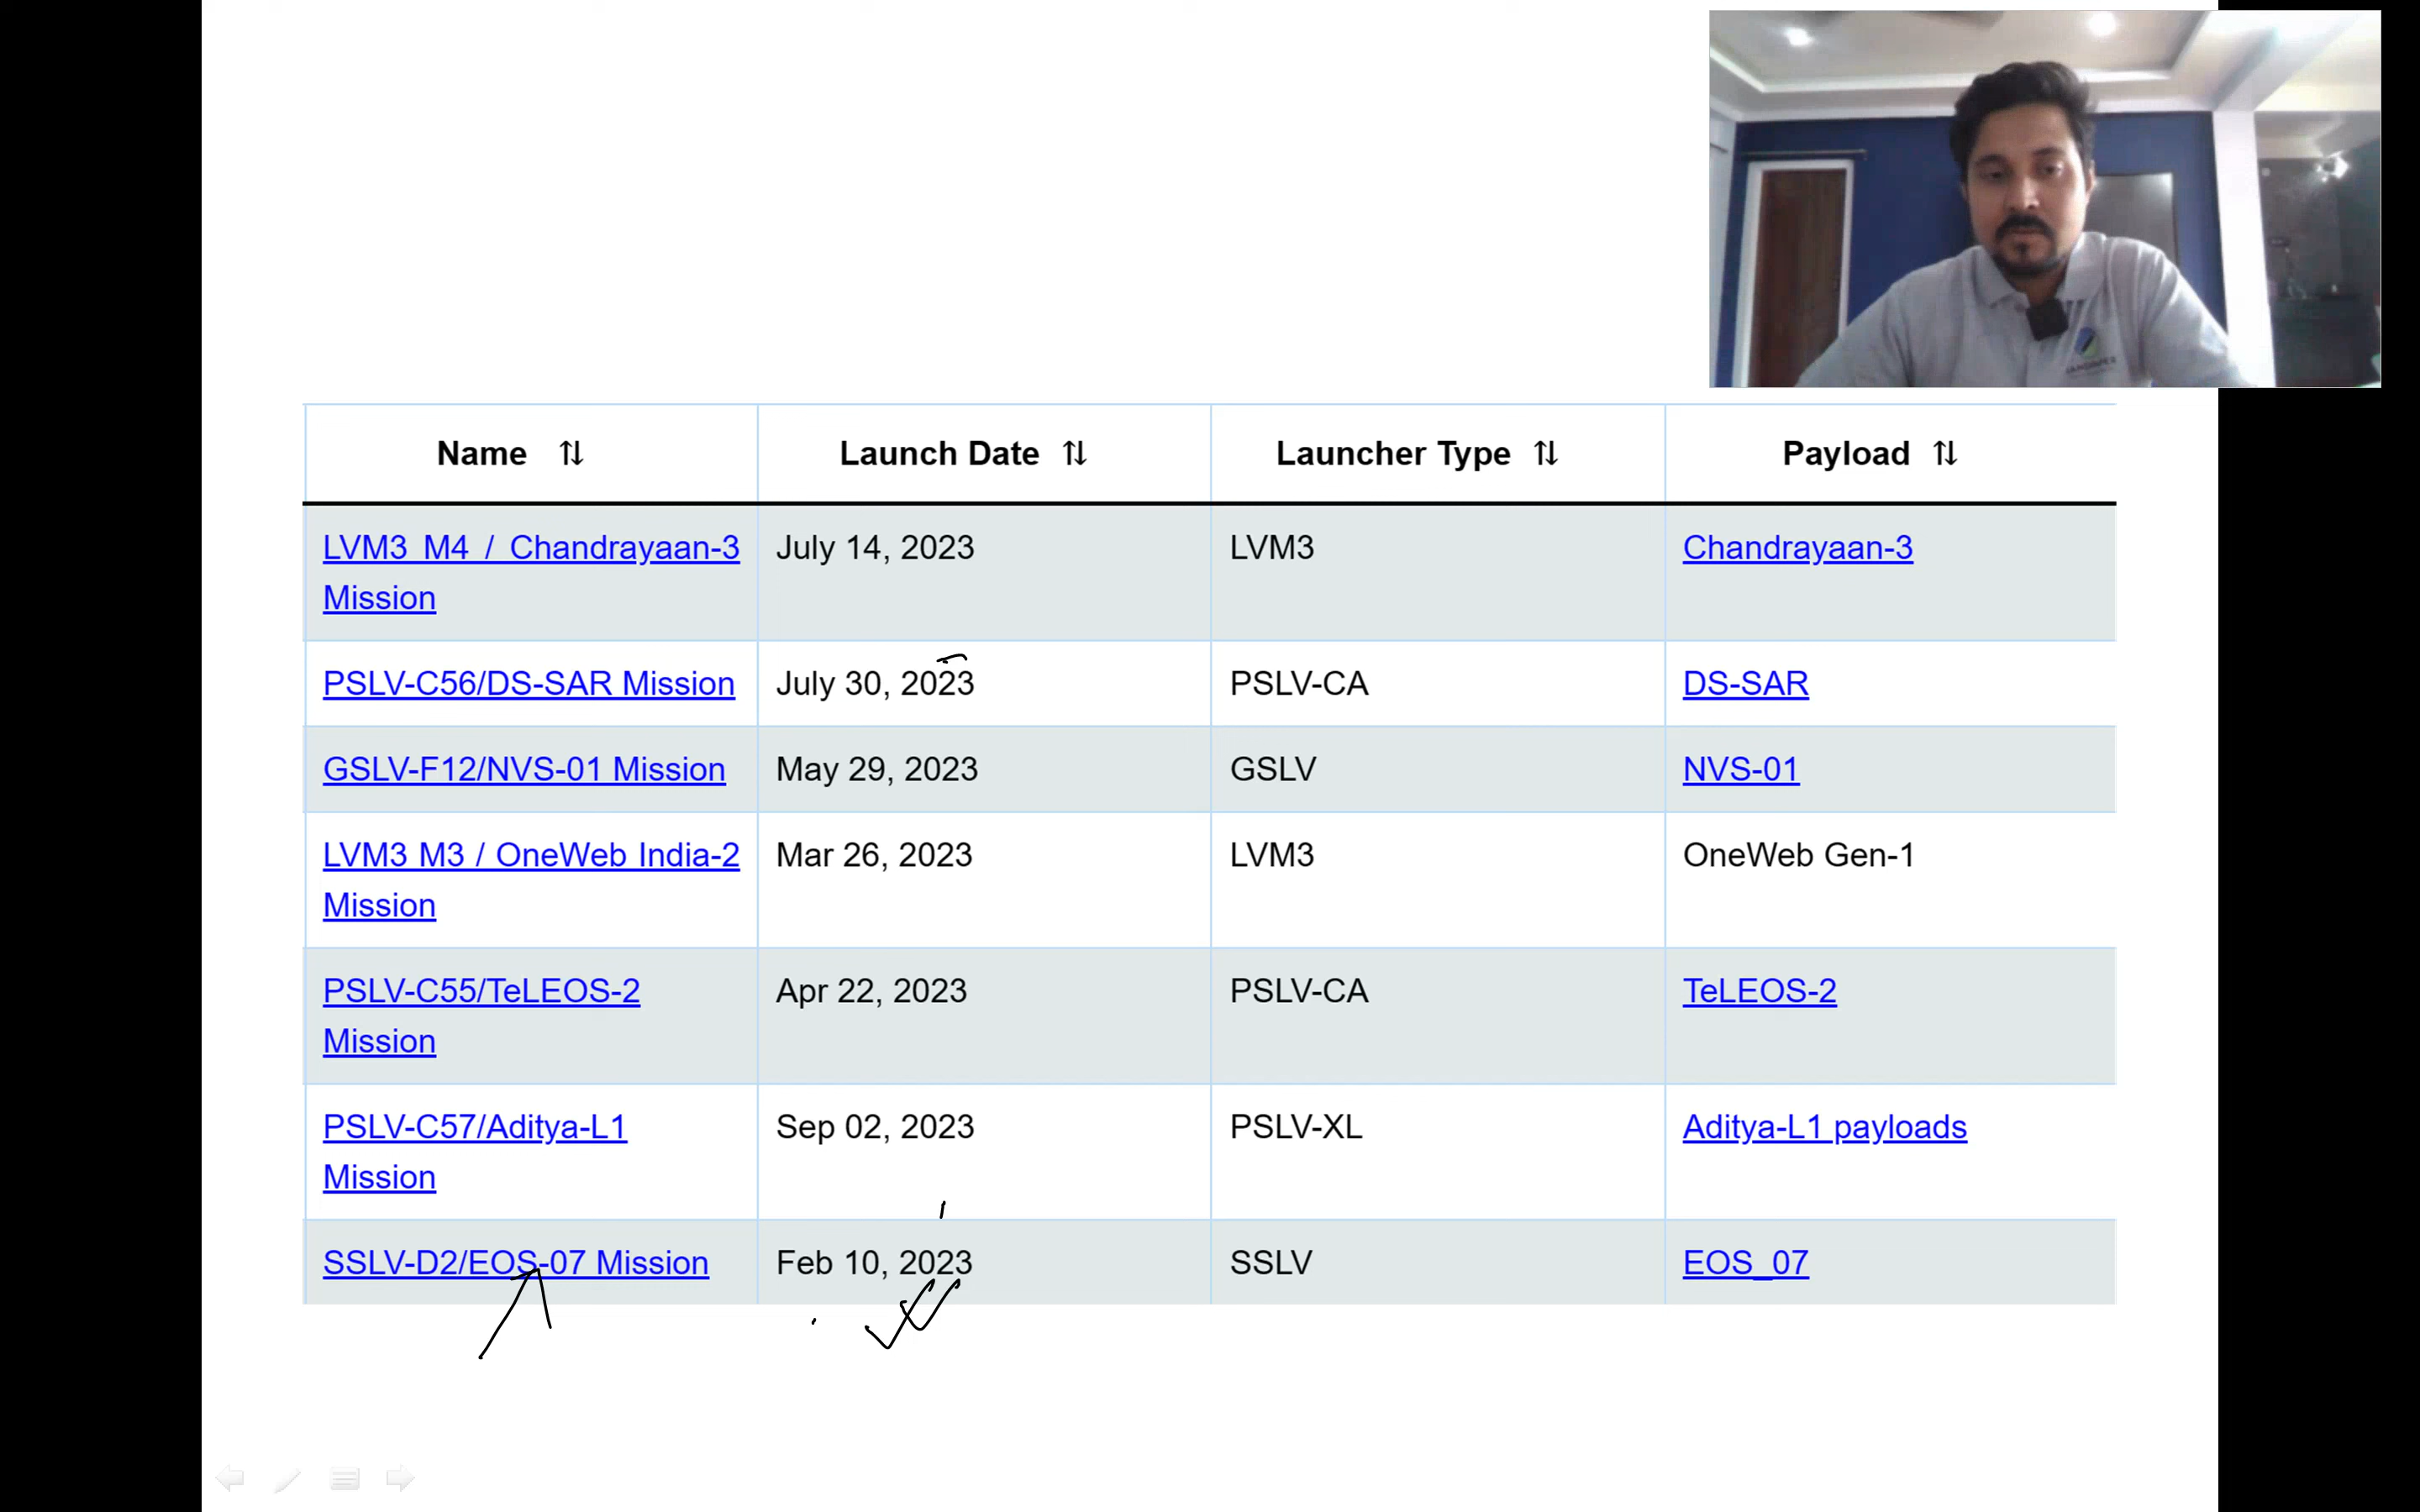 Name ⇅ Launch Date ⇅ Launcher Type ⇅ Payload ⇅
LVM3 M4 / Chandrayaan-3 July 14, 2023 LVM3 Chandrayaan-3
Mission
PSLV-C56/DS-SAR Mission July 30, 2023 PSLV-CA DS-SAR
GSLV-F12/NVS-01 Mission May 29, 2023 GSLV NVS-01
LVM3 M3 / OneWeb India-2 Mar 26, 2023 LVM3 OneWeb Gen-1
Mission
PSLV-C55/TeLEOS-2 Apr 22, 2023 PSLV-CA TeLEOS-2
Mission
PSLV-C57/Aditya-L1 Sep 02, 2023 PSLV-XL Aditya-L1 payloads
Mission
SSLV-D2/EOS-07 Mission Feb 10, 2023 SSLV EOS_07